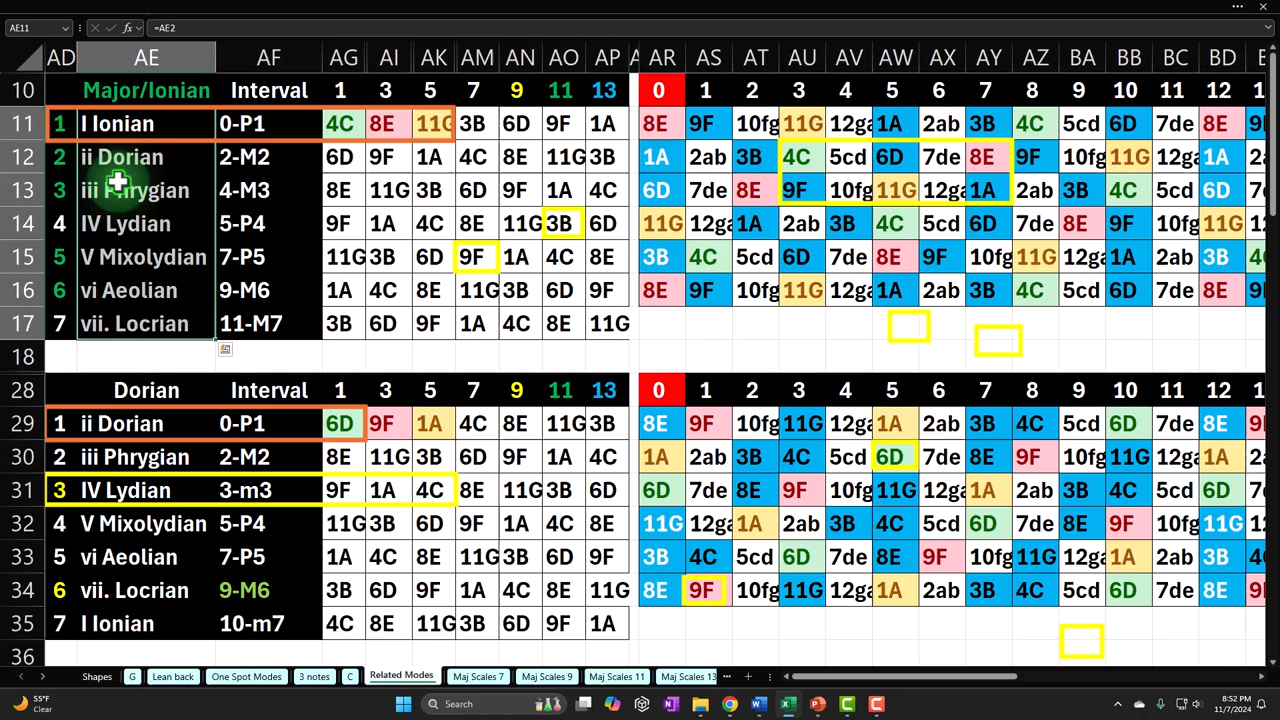 AE11 fx =AE2
AD AE AF AG AI AK AM AN AO AP A AR AS AT AU AV AW AX AY AZ BA BB BC BD
10 Major/Ionian Interval 1 3 5 7 9 11 13 0 1 2 3 4 5 6 7 8 9 10 11 12 1
11 1 I Ionian 0-P1 4C 8E 11G 3B 6D 9F 1A 8E 9F 10fg 11G 12ga 1A 2ab 3B 4C 5cd 6D 7de 8E 9F
12 2 ii Dorian 2-M2 6D 9F 1A 4C 8E 11G 3B 1A 2ab 3B 4C 5cd 6D 7de 8E 9F 10fg 11G 12ga 1A 2a
13 3 iii Phrygian 4-M3 8E 11G 3B 6D 9F 1A 4C 6D 7de 8E 9F 10fg 11G 12ga 1A 2ab 3B 4C 5cd 6D 7d
14 4 IV Lydian 5-P4 9F 1A 4C 8E 11G 3B 6D 11G 12ga 1A 2ab 3B 4C 5cd 6D 7de 8E 9F 10fg 11G 12
15 5 V Mixolydian 7-P5 11G 3B 6D 9F 1A 4C 8E 3B 4C 5cd 6D 7de 8E 9F 10fg 11G 12ga 1A 2ab 3B 4C
16 6 vi Aeolian 9-M6 1A 4C 8E 11G 3B 6D 9F 8E 9F 10fg 11G 12ga 1A 2ab 3B 4C 5cd 6D 7de 8E 9F
17 7 vii. Locrian 11-M7 3B 6D 9F 1A 4C 8E 11G
18
28 Dorian Interval 1 3 5 7 9 11 13 0 1 2 3 4 5 6 7 8 9 10 11 12 1
29 1 ii Dorian 0-P1 6D 9F 1A 4C 8E 11G 3B 8E 9F 10fg 11G 12ga 1A 2ab 3B 4C 5cd 6D 7de 8E 9F
30 2 iii Phrygian 2-M2 8E 11G 3B 6D 9F 1A 4C 1A 2ab 3B 4C 5cd 6D 7de 8E 9F 10fg 11G 12ga 1A 2a
31 3 IV Lydian 3-m3 9F 1A 4C 8E 11G 3B 6D 6D 7de 8E 9F 10fg 11G 12ga 1A 2ab 3B 4C 5cd 6D 7d
32 4 V Mixolydian 5-P4 11G 3B 6D 9F 1A 4C 8E 11G 12ga 1A 2ab 3B 4C 5cd 6D 7de 8E 9F 10fg 11G 12
33 5 vi Aeolian 7-P5 1A 4C 8E 11G 3B 6D 9F 3B 4C 5cd 6D 7de 8E 9F 10fg 11G 12ga 1A 2ab 3B 4C
34 6 vii. Locrian 9-M6 3B 6D 9F 1A 4C 8E 11G 8E 9F 10fg 11G 12ga 1A 2ab 3B 4C 5cd 6D 7de 8E 9F
35 7 I Ionian 10-m7 4C 8E 11G 3B 6D 9F 1A
36
Shapes G Lean back One Spot Modes 3 notes C Related Modes Maj Scales 7 Maj Scales 9 Maj Scales 11 Maj Scales 13
55°F Cloudy Search 8:52 PM 11/7/2024